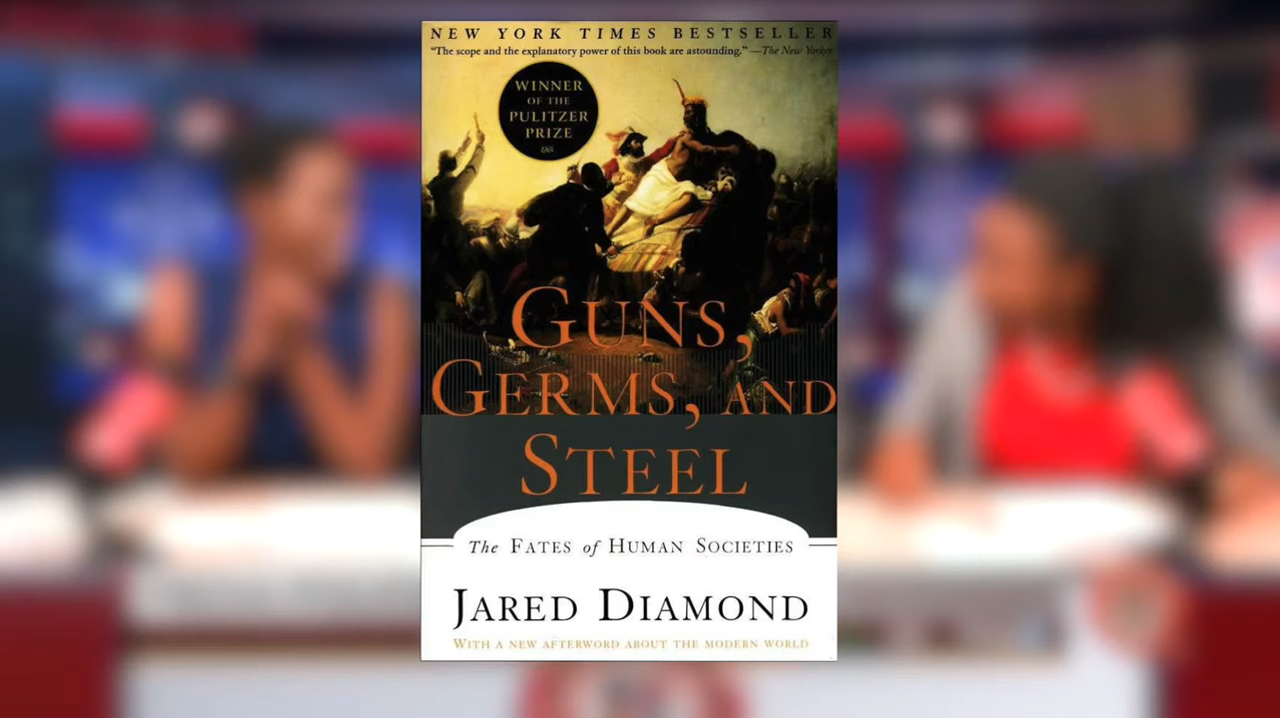 NEW YORK TIMES BESTSELLER
“The scope and the explanatory power of this book are astounding.” —The New Yorker
WINNER
OF THE
PULITZER
PRIZE
GUNS,
GERMS, AND
STEEL
The FATES of HUMAN SOCIETIES
JARED DIAMOND
WITH A NEW AFTERWORD ABOUT THE MODERN WORLD